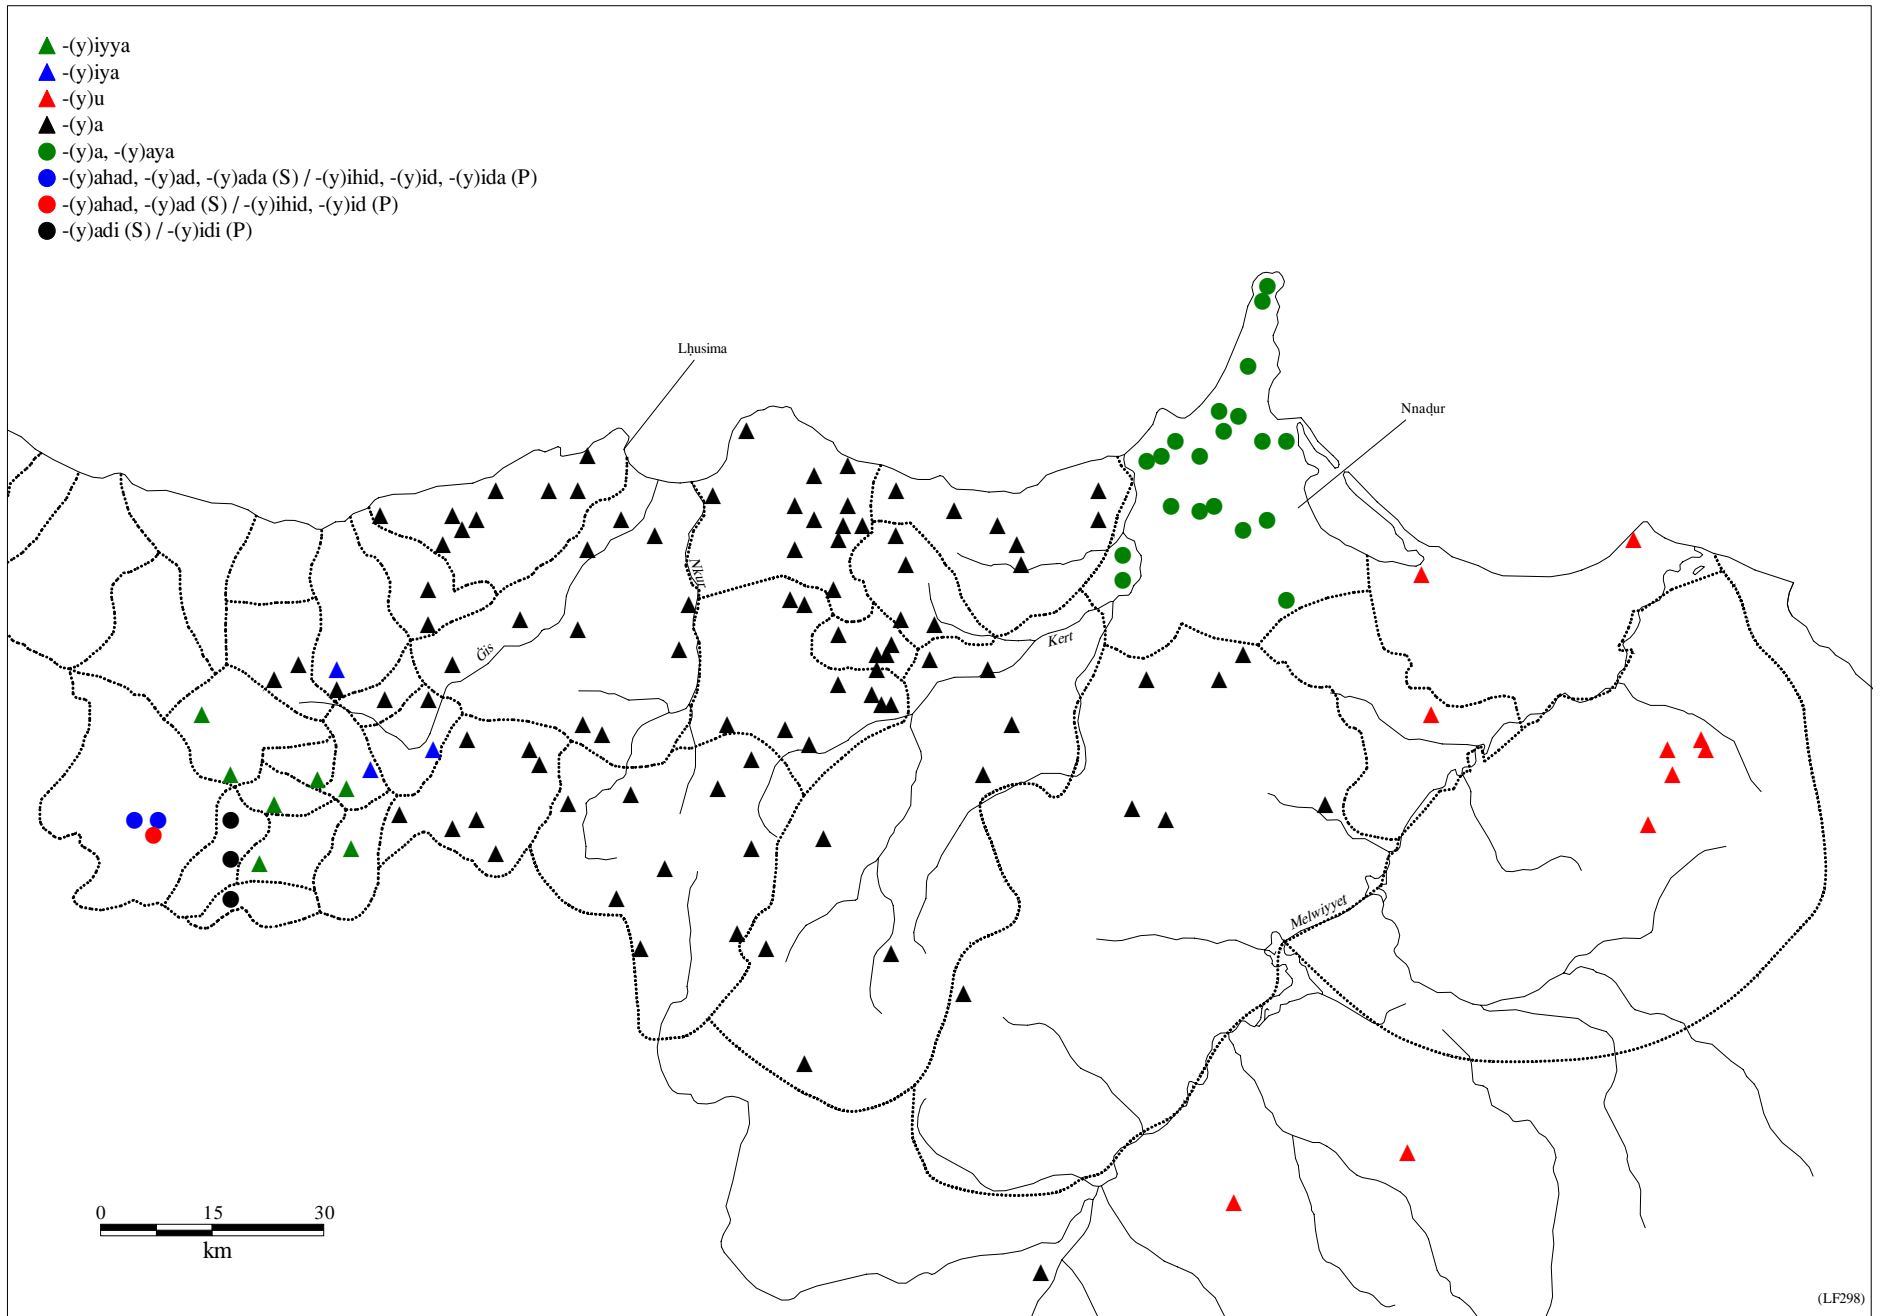 -(y)iyya
-(y)iya
-(y)u
-(y)a
-(y)a, -(y)aya
-(y)ahad, -(y)ad, -(y)ada (S) / -(y)ihid, -(y)id, -(y)ida (P)
-(y)ahad, -(y)ad (S) / -(y)ihid, -(y)id (P)
-(y)adi (S) / -(y)idi (P)
Lḥusima
Nnaḍur
Nkur
Ġis
Kert
Melwiyyet
0 15 30
km
(LF298)